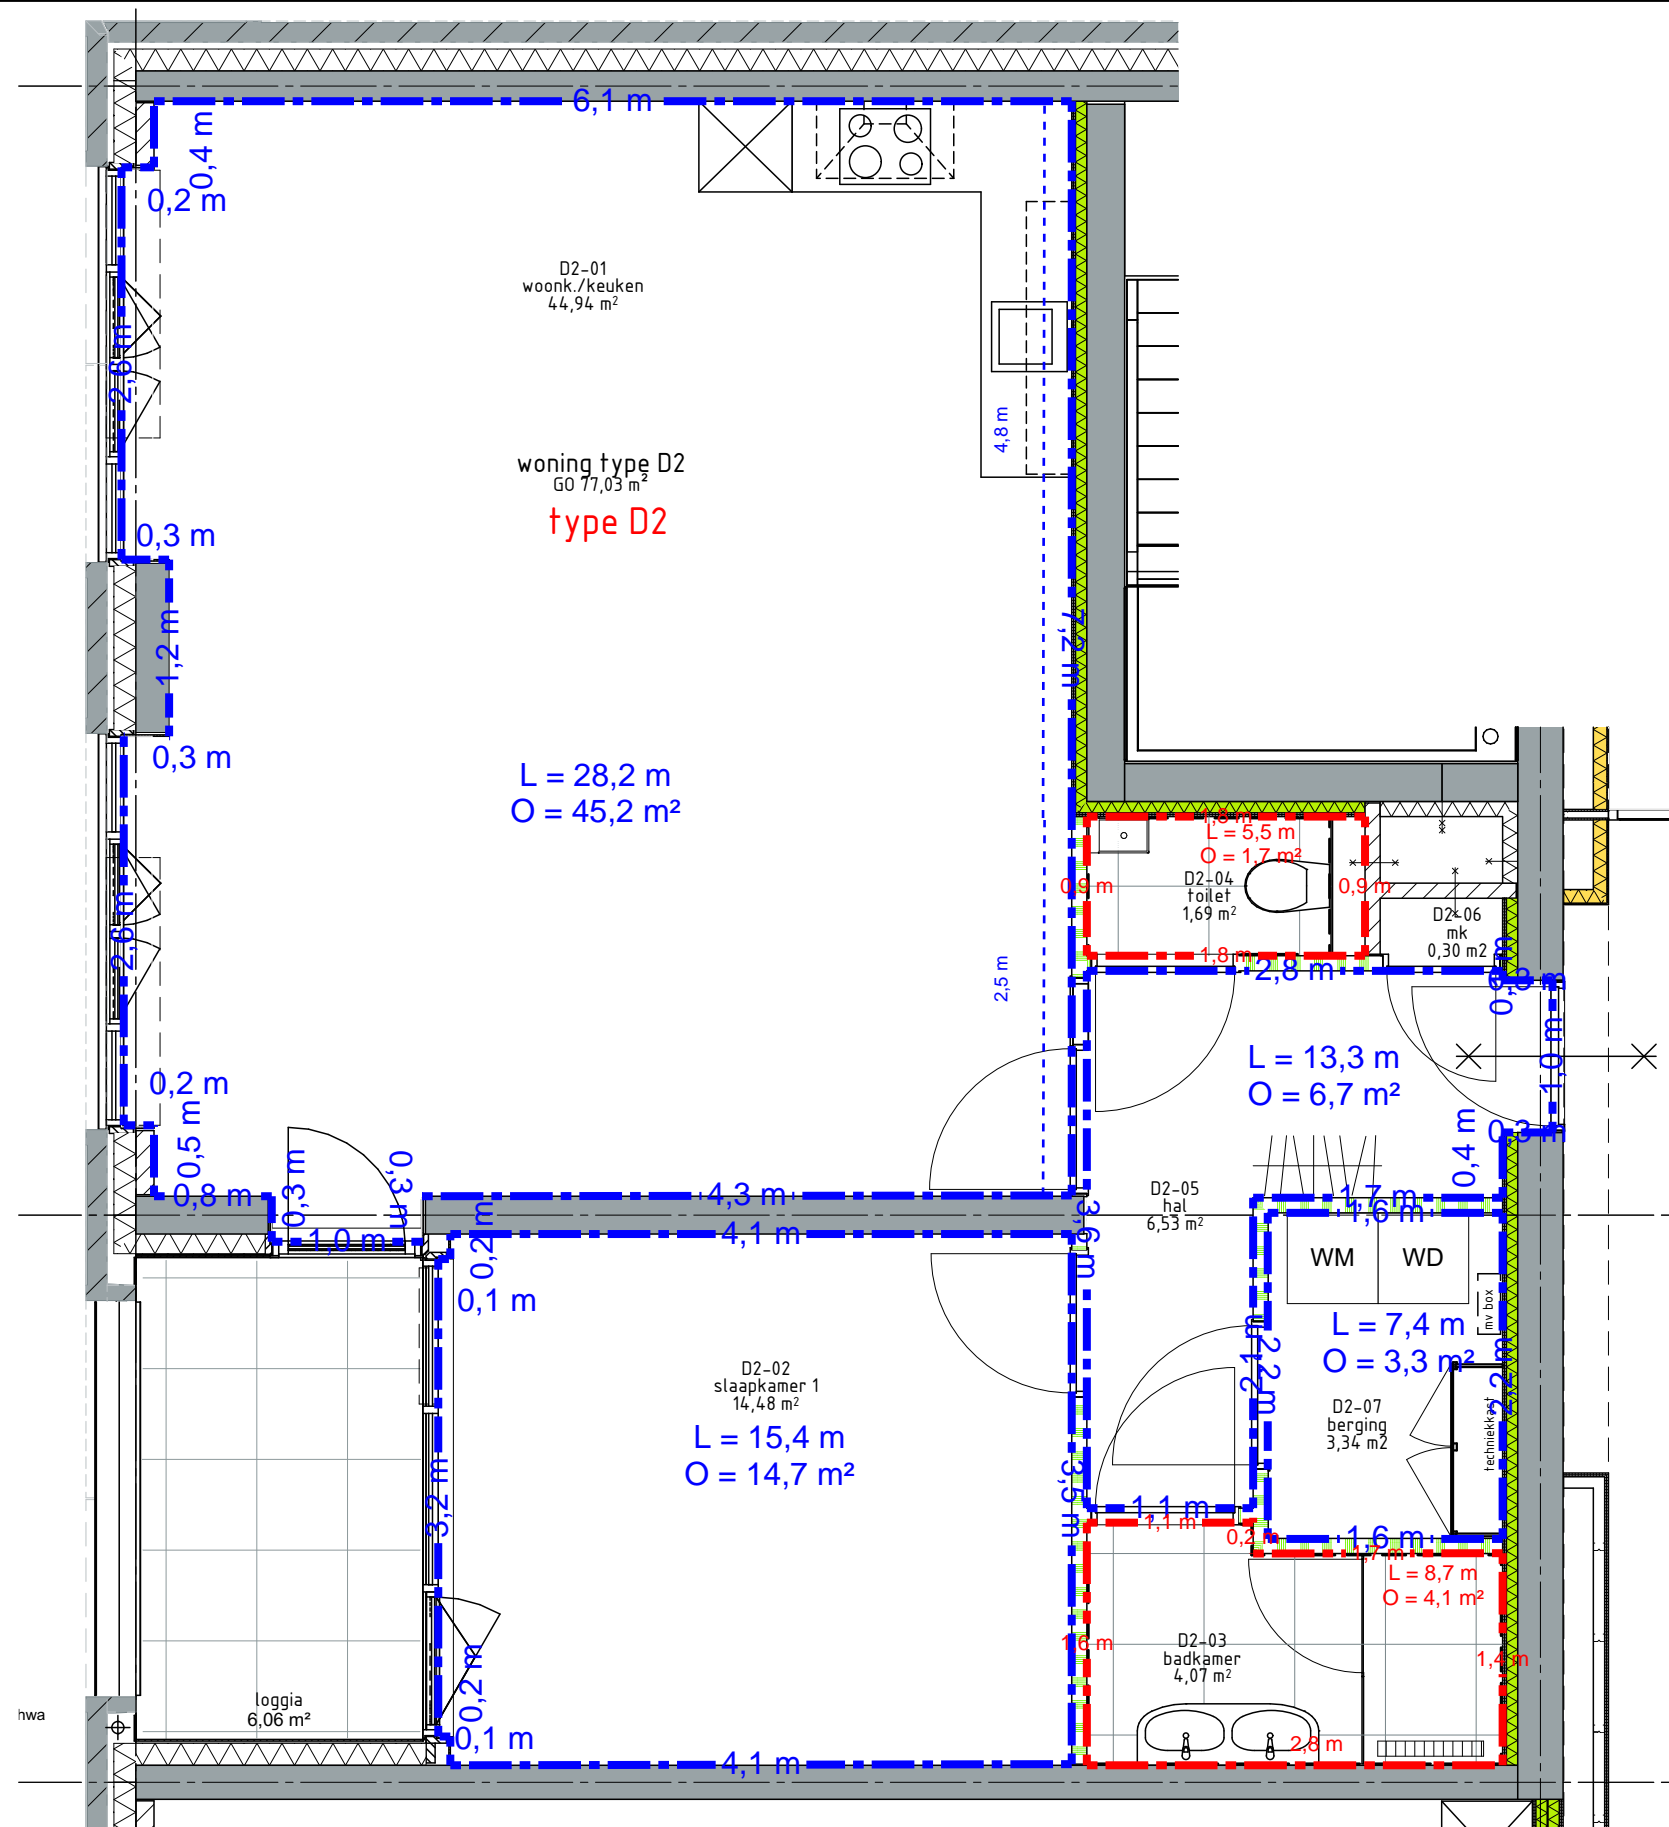 6,1 m
0,4 m
0,2 m
D2-01
woonk./keuken
44,94 m²
2,6 m
4,8 m
woning type D2
GO 77,03 m²
type D2
0,3 m
1,2 m
7,2 m
0,3 m
L = 28,2 m
O = 45,2 m²
1,8 m
L = 5,5 m
O = 1,7 m²
0,9 m
0,9 m
D2-04
toilet
1,69 m²
D2-06
mk
0,30 m2
2,6 m
1,8 m
2,8 m
2,5 m
0,3 m
L = 13,3 m
O = 6,7 m²
1,0 m
0,2 m
0,5 m
0,4 m
0,3 m
0,8 m
0,3 m
0,3 m
4,3 m
D2-05
hal
6,53 m²
1,7 m
1,6 m
1,0 m
0,2 m
4,1 m
3,6 m
WM
WD
0,1 m
mv box
L = 7,4 m
O = 3,3 m²
2,1 m
2,2 m
2,2 m
D2-02
slaapkamer 1
14,48 m²
D2-07
berging
3,34 m2
techniekkast
L = 15,4 m
O = 14,7 m²
3,2 m
3,5 m
1,1 m
1,1 m
0,2 m
1,6 m
1,7 m
L = 8,7 m
O = 4,1 m²
1,6 m
D2-03
badkamer
4,07 m²
1,4 m
loggia
6,06 m²
hwa
0,2 m
0,1 m
4,1 m
2,8 m